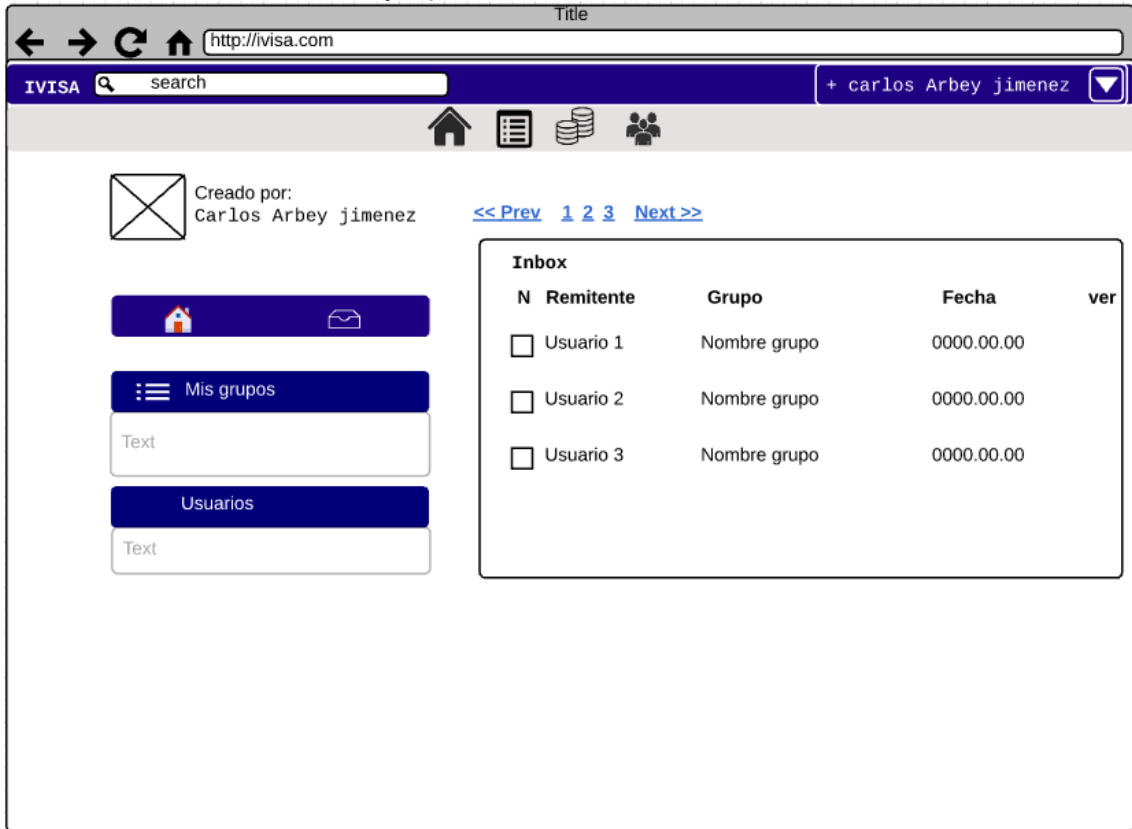 Title
http://ivisa.com
IVISA search + carlos Arbey jimenez
Creado por:
Carlos Arbey jimenez
<< Prev 1 2 3 Next >>
Inbox
N Remitente Grupo Fecha ver
Usuario 1 Nombre grupo 0000.00.00
Usuario 2 Nombre grupo 0000.00.00
Usuario 3 Nombre grupo 0000.00.00
Mis grupos
Text
Usuarios
Text